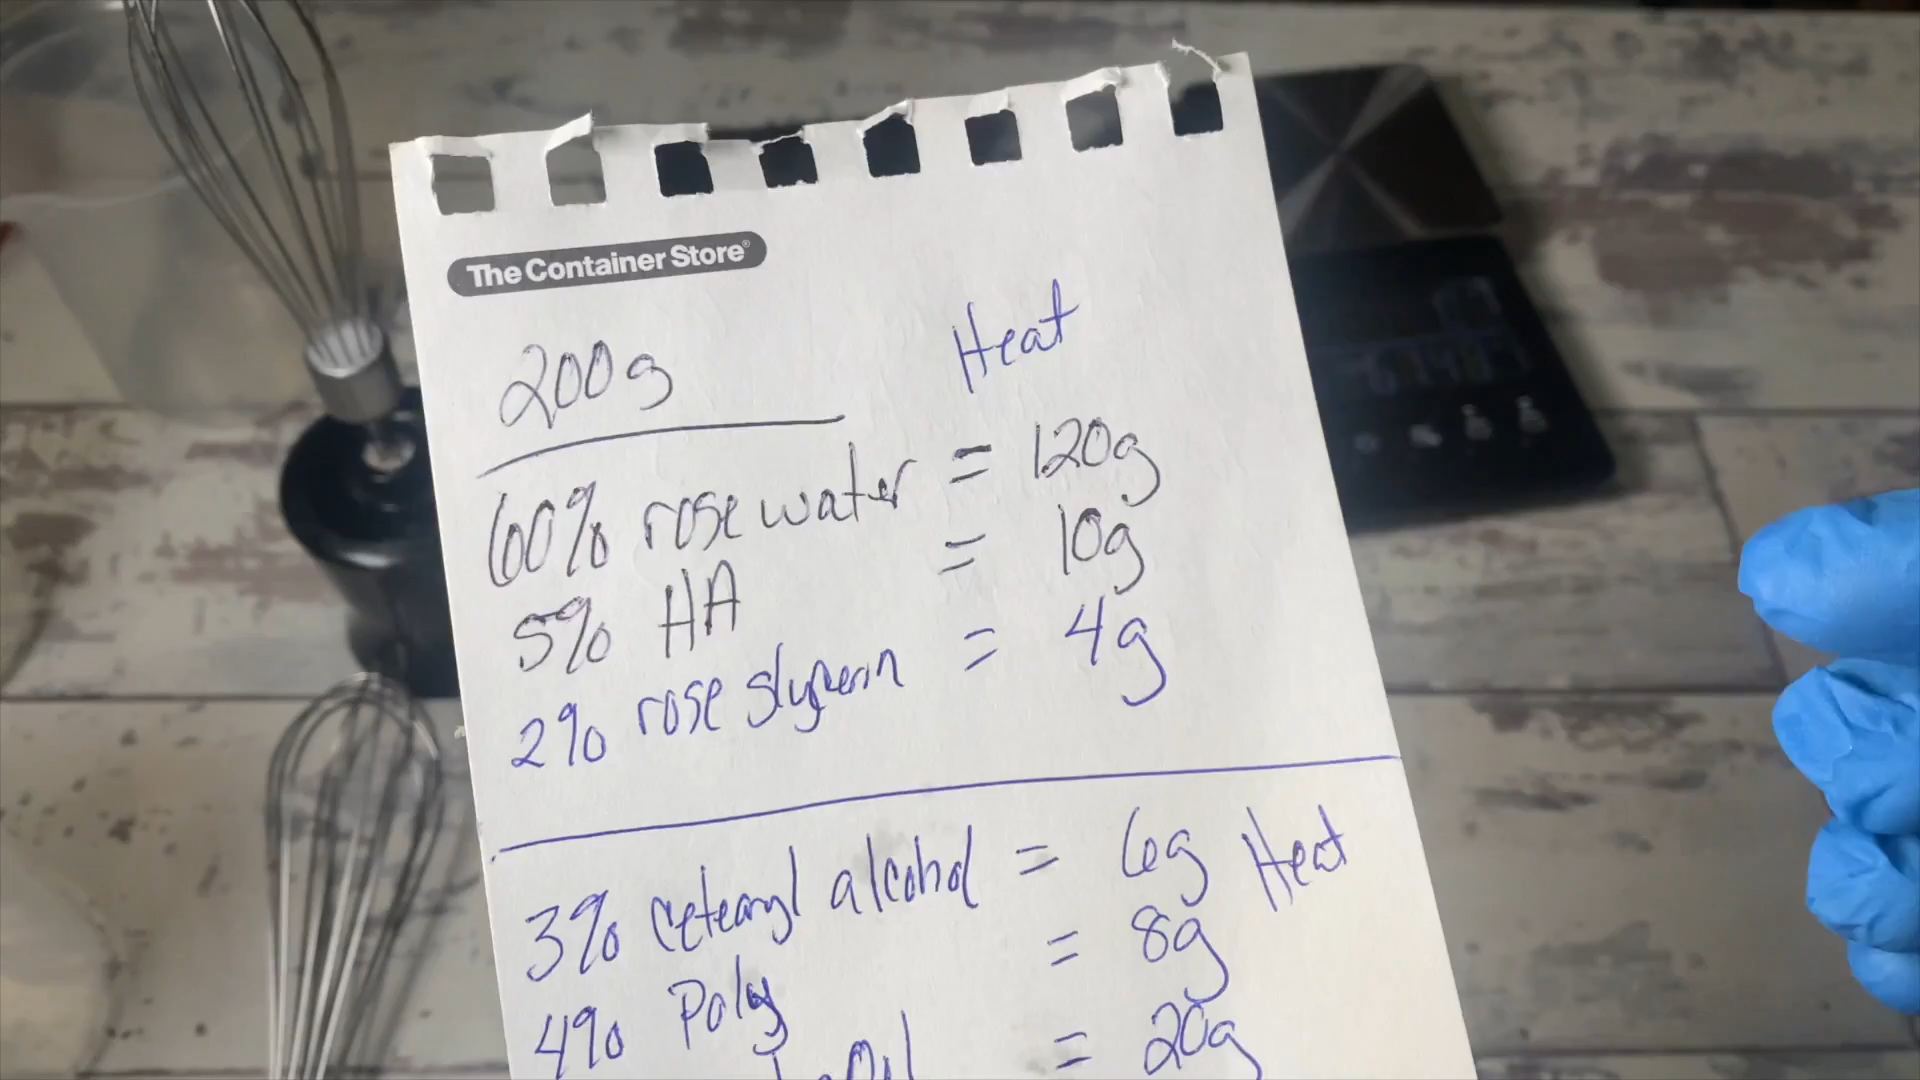 The Container Store®
200g
Heat
60% rose water = 120g
5% HA = 10g
2% rose glycerin = 4g
3% cetearyl alcohol = 6g Heat
4% Poly = 8g
Oil = 20g